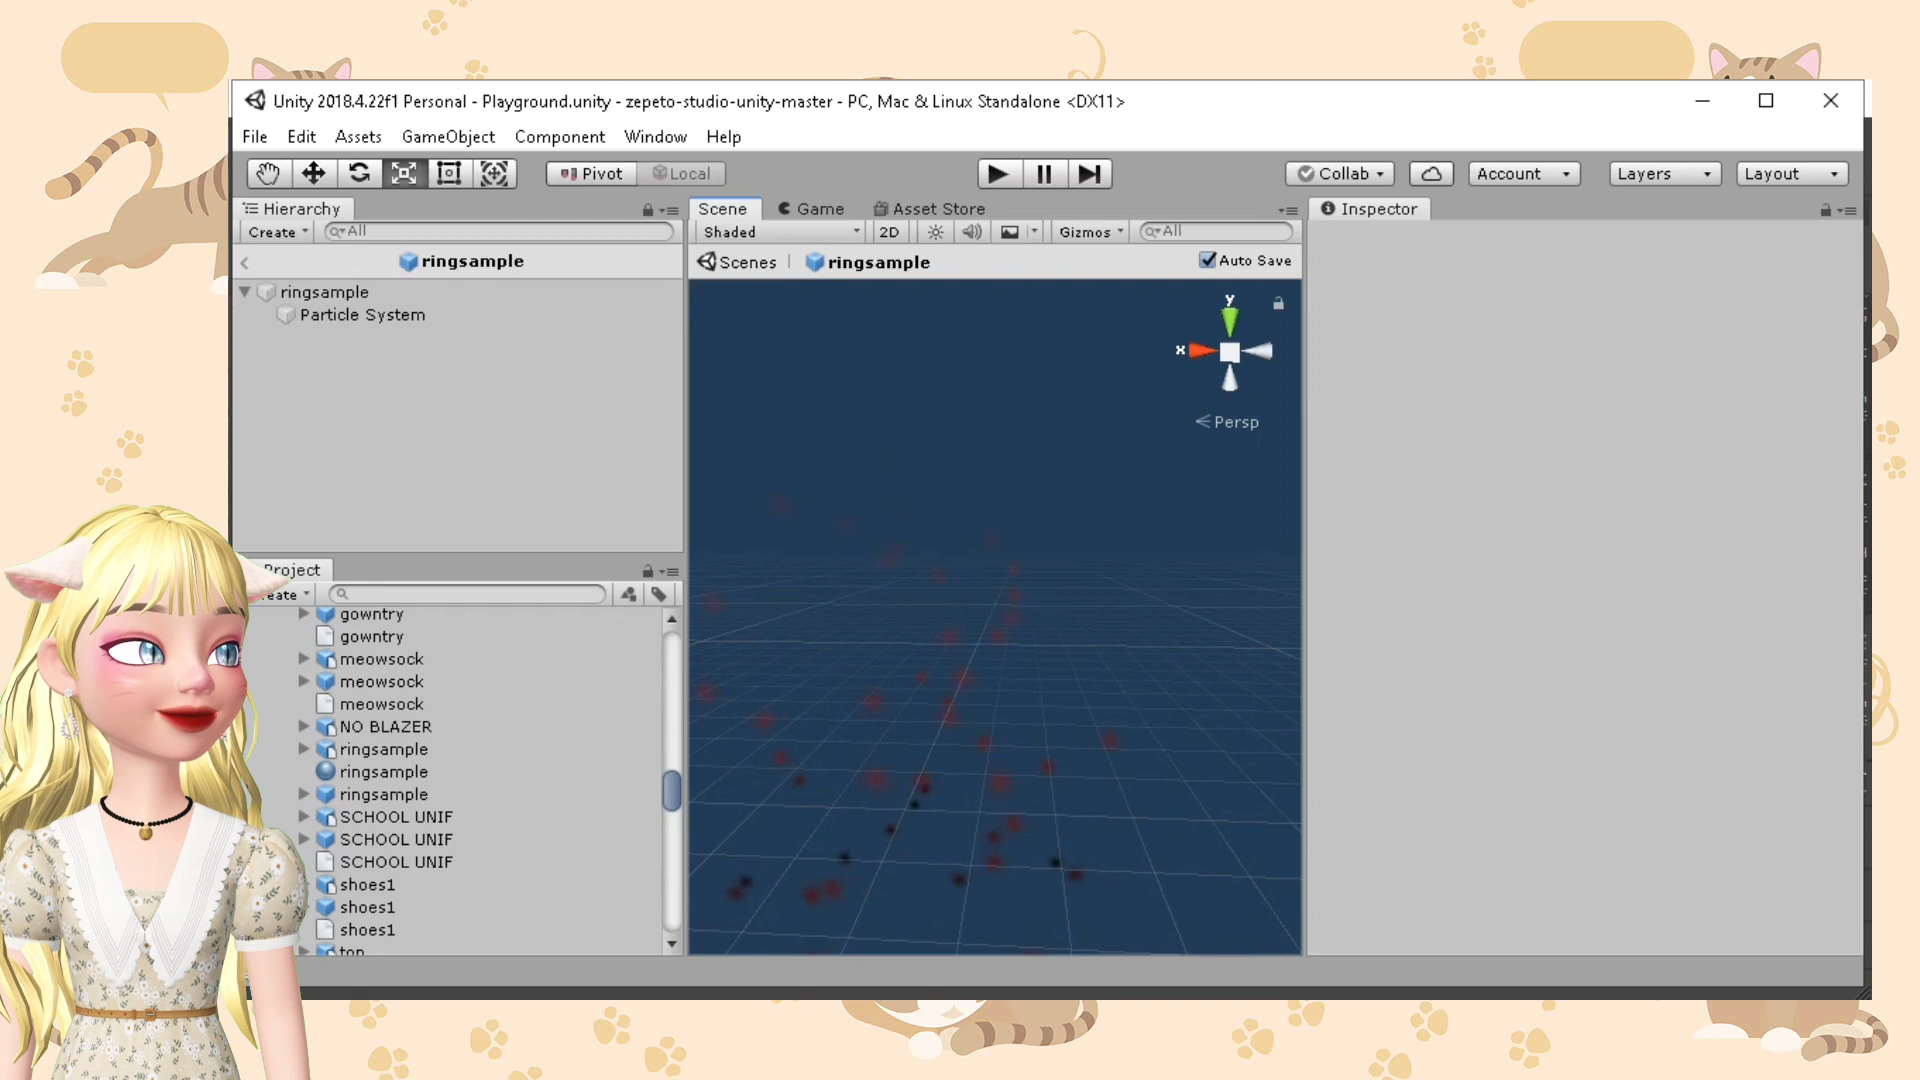 Unity 2018.4.22f1 Personal - Playground.unity - zepeto-studio-unity-master - PC, Mac & Linux Standalone <DX11>
File Edit Assets GameObject Component Window Help
Pivot Local Collab Account Layers Layout
Hierarchy
Create All
ringsample
ringsample
Particle System
Scene Game Asset Store
Shaded 2D Gizmos All
Scenes ringsample Auto Save
y
x
Persp
Inspector
Project
gowntry
gowntry
meowsock
meowsock
meowsock
NO BLAZER
ringsample
ringsample
ringsample
SCHOOL UNIF
SCHOOL UNIF
SCHOOL UNIF
shoes1
shoes1
shoes1
top